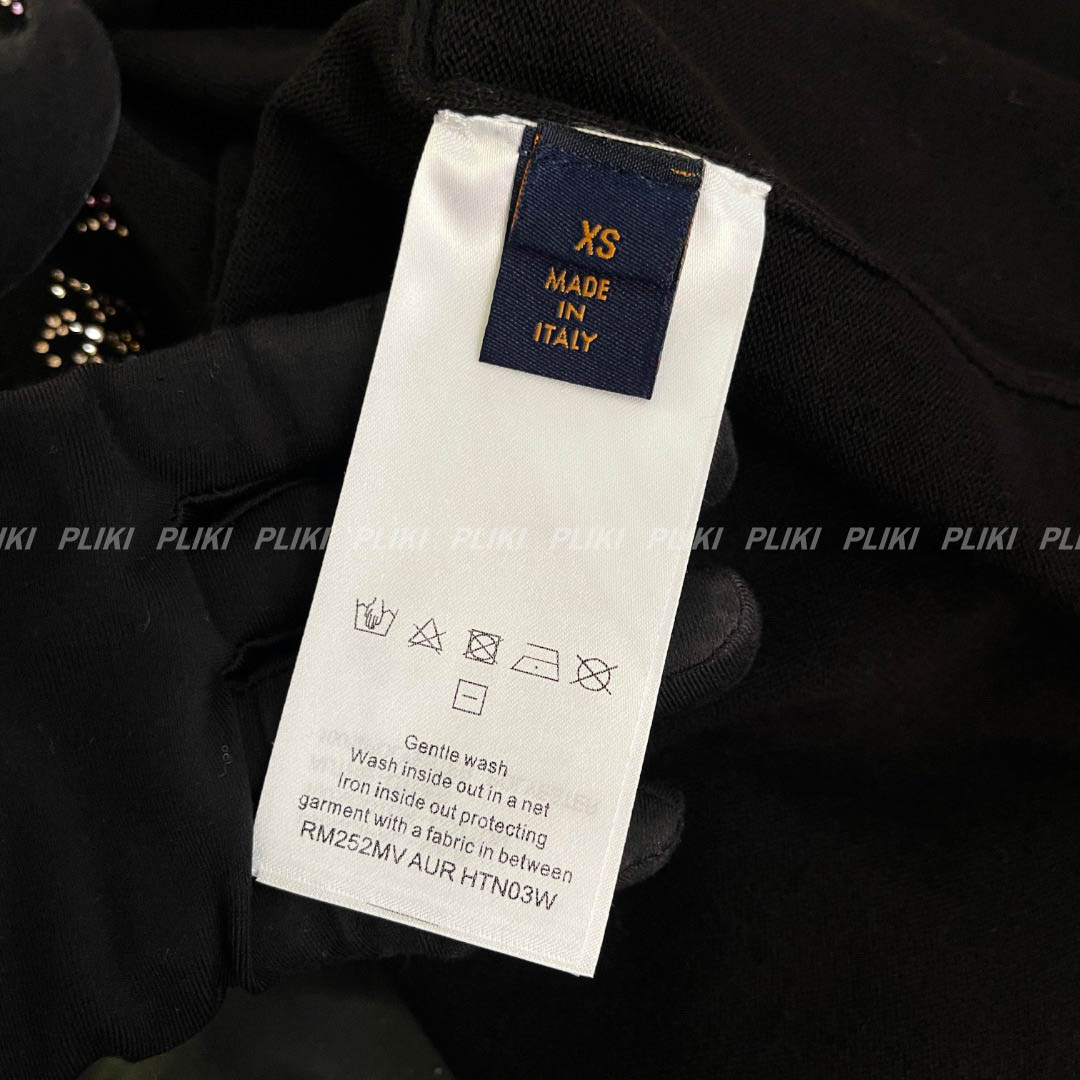 XS
MADE
IN
ITALY
PLIKI PLIKI PLIKI PLIKI PLIKI PLIKI PLIKI PLIKI PLIKI PLIKI
Gentle wash
Wash inside out in a net
Iron inside out protecting
garment with a fabric in between
RM252MV AUR HTN03W